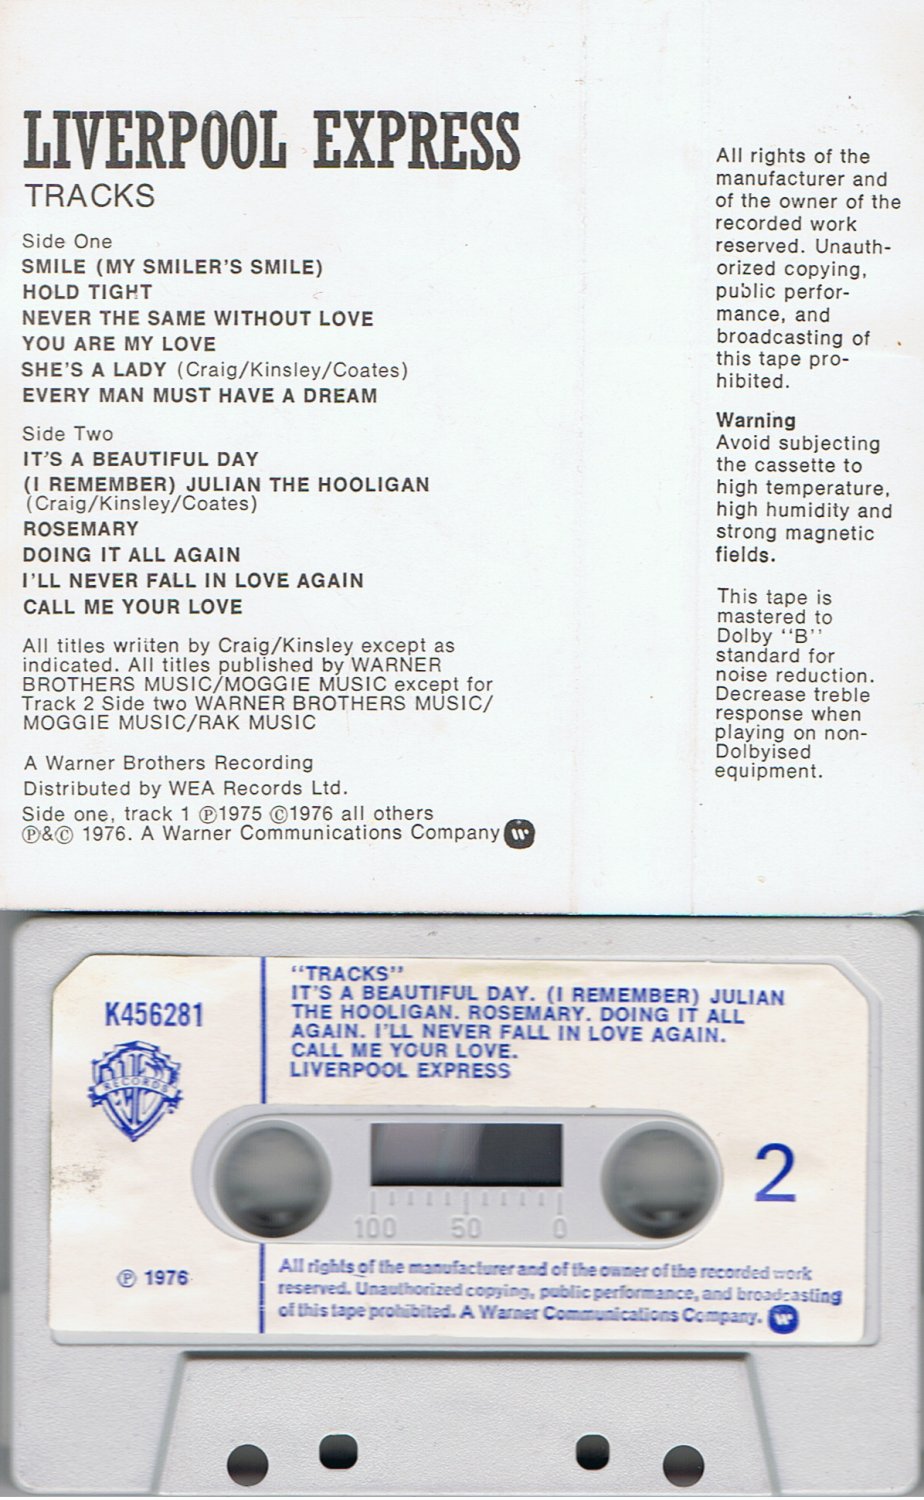 LIVERPOOL EXPRESS
TRACKS
Side One
SMILE (MY SMILER'S SMILE)
HOLD TIGHT
NEVER THE SAME WITHOUT LOVE
YOU ARE MY LOVE
SHE'S A LADY (Craig/Kinsley/Coates)
EVERY MAN MUST HAVE A DREAM
Side Two
IT'S A BEAUTIFUL DAY
(I REMEMBER) JULIAN THE HOOLIGAN
(Craig/Kinsley/Coates)
ROSEMARY
DOING IT ALL AGAIN
I'LL NEVER FALL IN LOVE AGAIN
CALL ME YOUR LOVE
All titles written by Craig/Kinsley except as
indicated. All titles published by WARNER
BROTHERS MUSIC/MOGGIE MUSIC except for
Track 2 Side two WARNER BROTHERS MUSIC/
MOGGIE MUSIC/RAK MUSIC
A Warner Brothers Recording
Distributed by WEA Records Ltd.
Side one, track 1 ℗1975 ©1976 all others
℗&© 1976. A Warner Communications Company
All rights of the
manufacturer and
of the owner of the
recorded work
reserved. Unauth-
orized copying,
public perfor-
mance, and
broadcasting of
this tape pro-
hibited.
Warning
Avoid subjecting
the cassette to
high temperature,
high humidity and
strong magnetic
fields.
This tape is
mastered to
Dolby "B"
standard for
noise reduction.
Decrease treble
response when
playing on non-
Dolbyised
equipment.
K456281
RECORDS
℗ 1976
"TRACKS"
IT'S A BEAUTIFUL DAY. (I REMEMBER) JULIAN
THE HOOLIGAN. ROSEMARY. DOING IT ALL
AGAIN. I'LL NEVER FALL IN LOVE AGAIN.
CALL ME YOUR LOVE.
LIVERPOOL EXPRESS
2
100 50 0
All rights of the manufacturer and of the owner of the recorded work
reserved. Unauthorized copying, public performance, and broadcasting
of this tape prohibited. A Warner Communications Company.